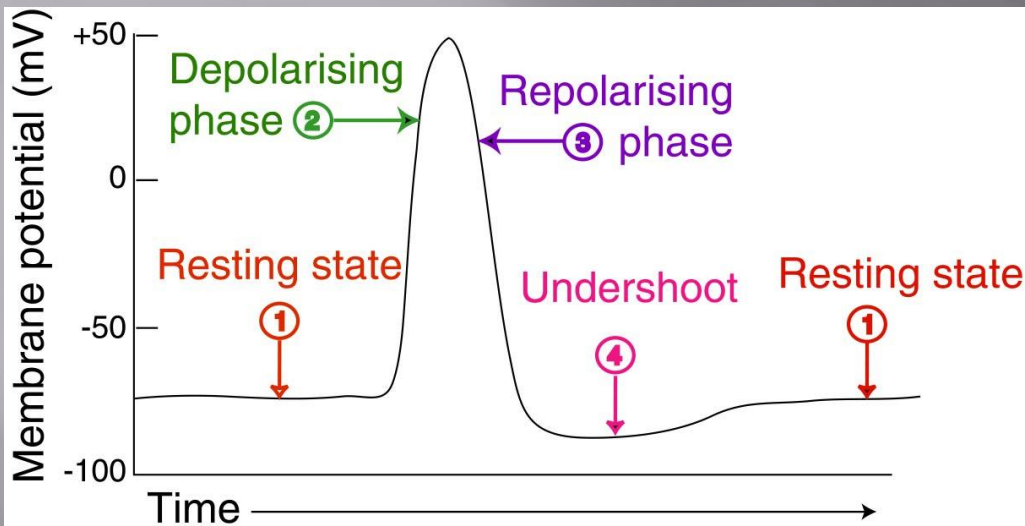 Membrane potential (mV)
+50
0
-50
-100
Depolarising
phase 2
Repolarising
3 phase
Resting state
1
Undershoot
4
Resting state
1
Time